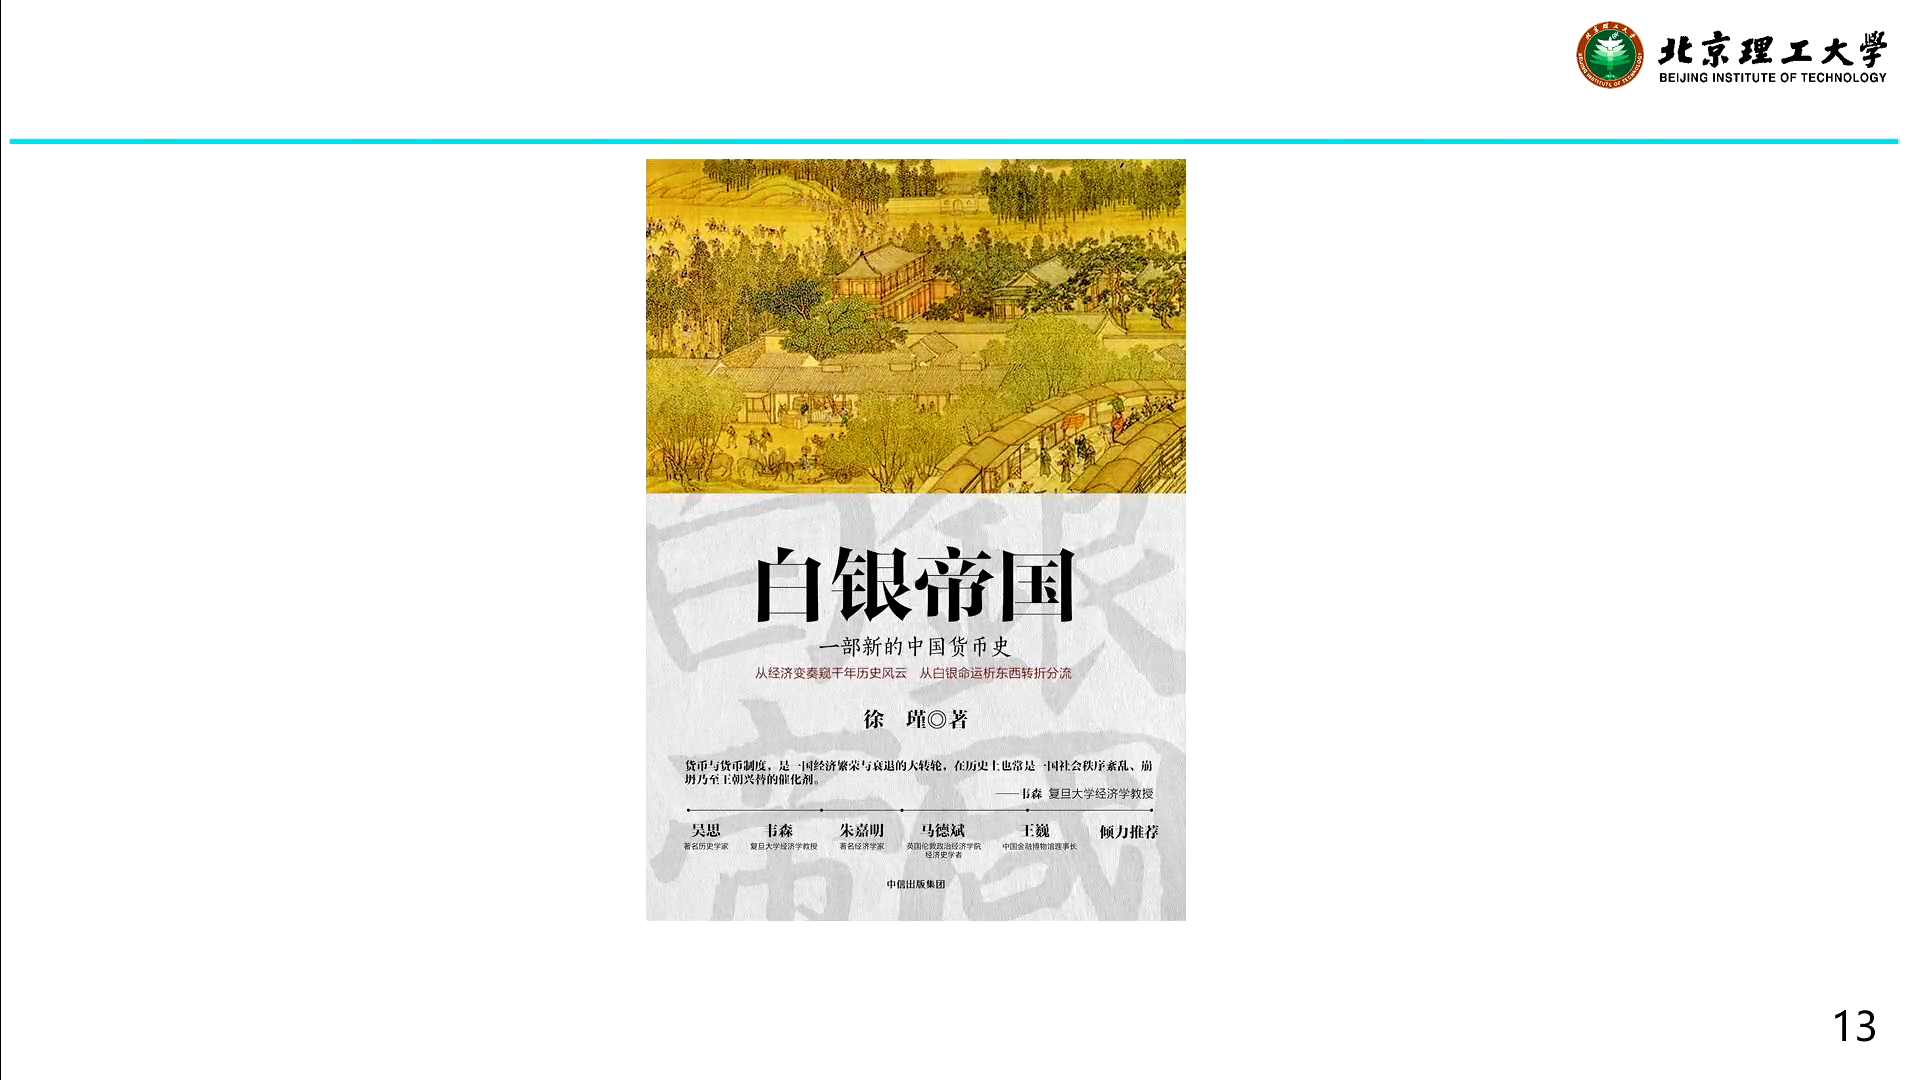 北京理工大学
BEIJING INSTITUTE OF TECHNOLOGY
白银帝国
一部新的中国货币史
从经济变奏窥千年历史风云 从白银命运析东西转折分流
徐 瑾◎著
货币与货币制度，是一国经济繁荣与衰退的大转轮，在历史上也常是一国社会秩序紊乱、崩
坍乃至王朝兴替的催化剂。
——韦森 复旦大学经济学教授
吴思 韦森 朱嘉明 马德斌 王巍 倾力推荐
著名历史学家 复旦大学经济学教授 著名经济学家 英国伦敦政治经济学院 中国金融博物馆理事长
经济史学者
中信出版集团
13